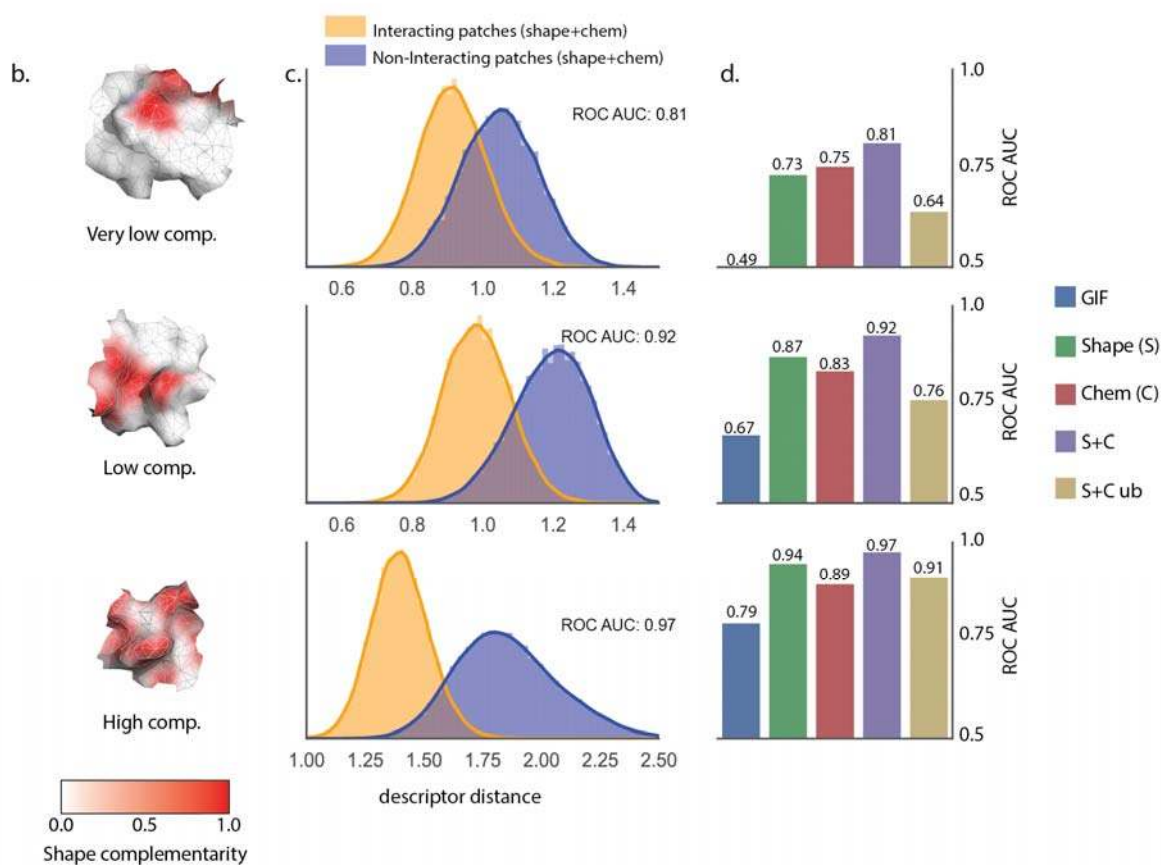 Interacting patches (shape+chem)
Non-Interacting patches (shape+chem)
b.
c.
d.
Very low comp.
ROC AUC: 0.81
0.6 0.8 1.0 1.2 1.4
0.49
0.73
0.75
0.81
0.64
1.0
0.75
0.5
ROC AUC
Low comp.
ROC AUC: 0.92
0.6 0.8 1.0 1.2 1.4
0.67
0.87
0.83
0.92
0.76
1.0
0.75
0.5
ROC AUC
GIF
Shape (S)
Chem (C)
S+C
S+C ub
High comp.
ROC AUC: 0.97
1.00 1.25 1.50 1.75 2.00 2.25 2.50
descriptor distance
0.79
0.94
0.89
0.97
0.91
1.0
0.75
0.5
ROC AUC
0.0 0.5 1.0
Shape complementarity